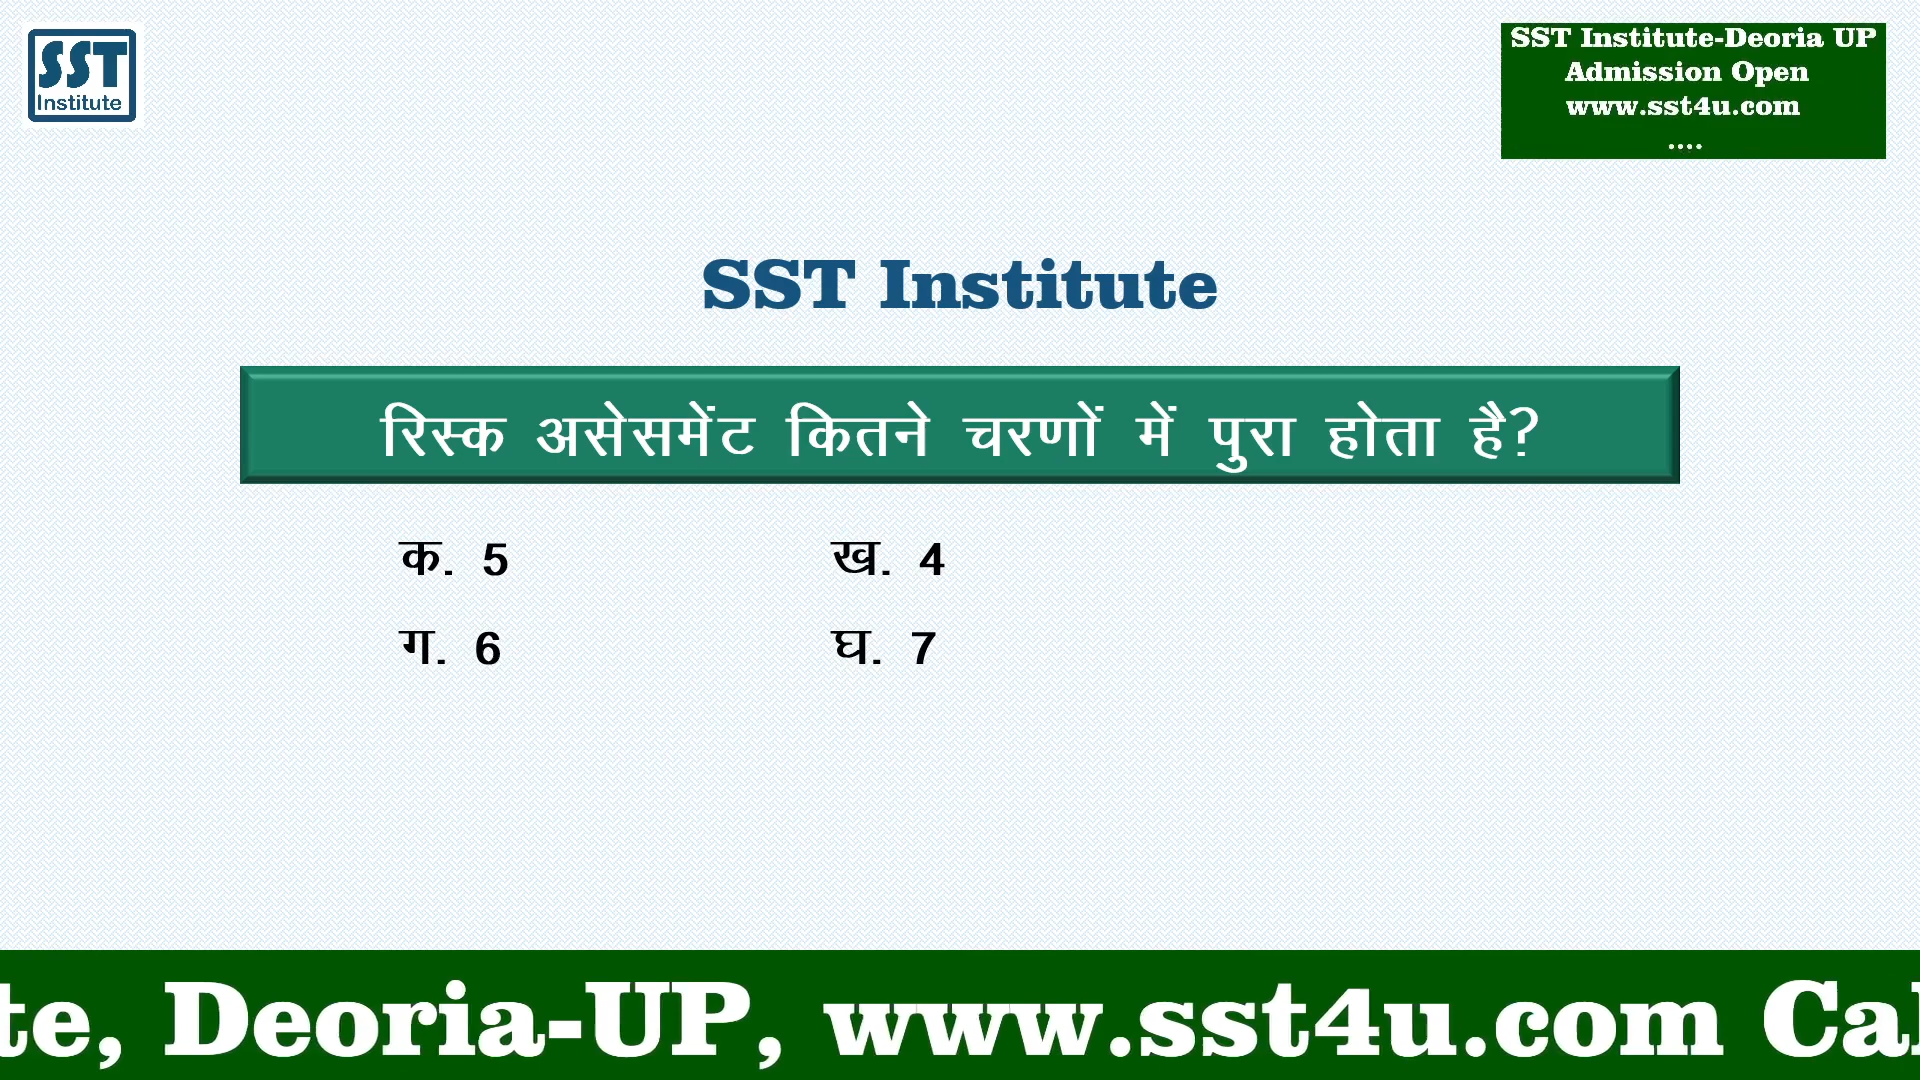 SST
Institute
SST Institute-Deoria UP
Admission Open
www.sst4u.com
....
SST Institute
रिस्क असेसमेंट कितने चरणों में पुरा होता है?
क. 5 ख. 4
ग. 6 घ. 7
te, Deoria-UP, www.sst4u.com Cal